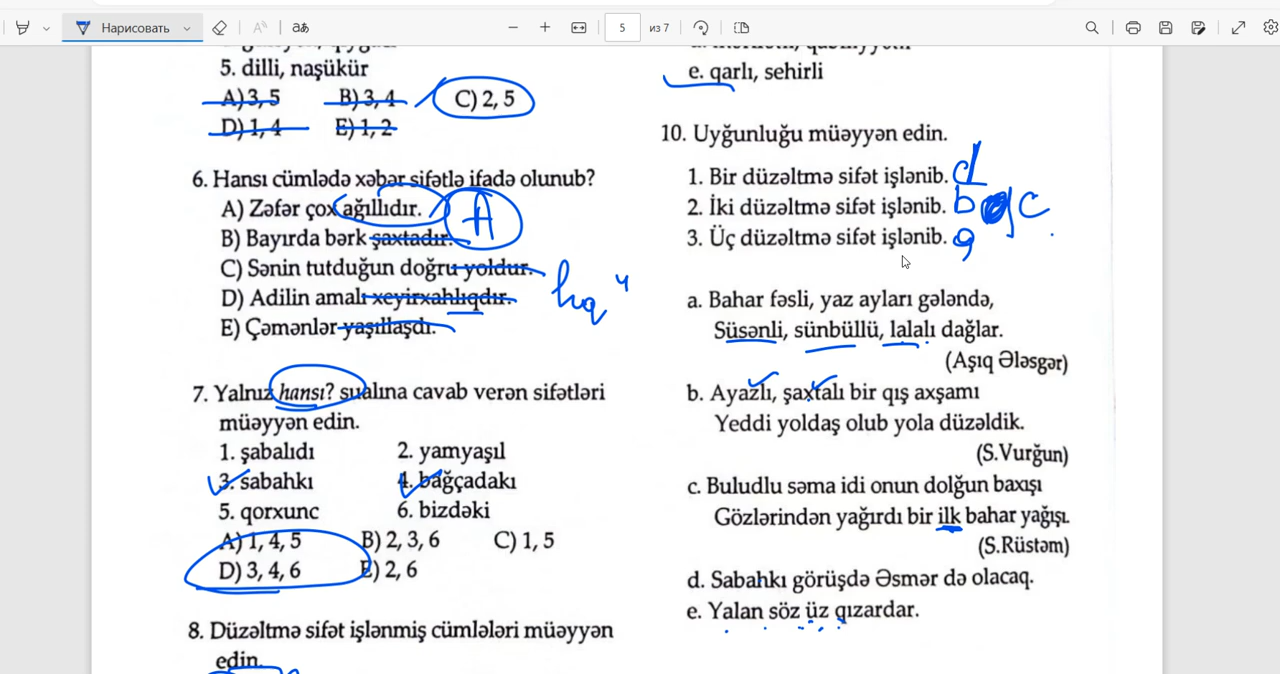 Нарисовать
аあ
5
из 7
5. dilli, naşükür
A) 3, 5 B) 3, 4 C) 2, 5
D) 1, 4 E) 1, 2
6. Hansı cümlədə xəbər sifətlə ifadə olunub?
A) Zəfər çox ağıllıdır.
A
B) Bayırda bərk şaxtadır.
C) Sənin tutduğun doğru yoldur.
D) Adilin amalı xeyirxahlıqdır.
E) Çəmənlər yaşıllaşdı.
7. Yalnız hansı? sualına cavab verən sifətləri
müəyyən edin.
1. şabalıdı 2. yamyaşıl
3. sabahkı 4. bağçadakı
5. qorxunc 6. bizdəki
A) 1, 4, 5 B) 2, 3, 6 C) 1, 5
D) 3, 4, 6 E) 2, 6
8. Düzəltmə sifət işlənmiş cümlələri müəyyən
edin.
e. qarlı, sehirli
10. Uyğunluğu müəyyən edin.
1. Bir düzəltmə sifət işlənib. d
2. İki düzəltmə sifət işlənib. b c
3. Üç düzəltmə sifət işlənib. a
a. Bahar fəsli, yaz ayları gələndə,
Süsənli, sünbüllü, lalalı dağlar.
(Aşıq Ələsgər)
b. Ayazlı, şaxtalı bir qış axşamı
Yeddi yoldaş olub yola düzəldik.
(S.Vurğun)
c. Buludlu səma idi onun dolğun baxışı
Gözlərindən yağırdı bir ilk bahar yağışı.
(S.Rüstəm)
d. Sabahkı görüşdə Əsmər də olacaq.
e. Yalan söz üz qızardar.